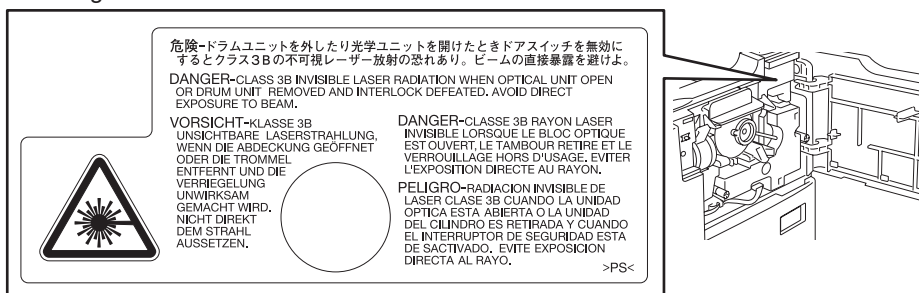 危険-ドラムユニットを外したり光学ユニットを開けたときドアスイッチを無効に
するとクラス3Bの不可視レーザー放射の恐れあり。ビームの直接暴露を避けよ。
DANGER-CLASS 3B INVISIBLE LASER RADIATION WHEN OPTICAL UNIT OPEN
OR DRUM UNIT REMOVED AND INTERLOCK DEFEATED. AVOID DIRECT
EXPOSURE TO BEAM.
VORSICHT-KLASSE 3B
UNSICHTBARE LASERSTRAHLUNG,
WENN DIE ABDECKUNG GEÖFFNET
ODER DIE TROMMEL
ENTFERNT UND DIE
VERRIEGELUNG
UNWIRKSAM
GEMACHT WIRD.
NICHT DIREKT
DEM STRAHL
AUSSETZEN.
DANGER-CLASSE 3B RAYON LASER
INVISIBLE LORSQUE LE BLOC OPTIQUE
EST OUVERT, LE TAMBOUR RETIRE ET LE
VERROUILLAGE HORS D'USAGE. EVITER
L'EXPOSITION DIRECTE AU RAYON.
PELIGRO-RADIACION INVISIBLE DE
LASER CLASE 3B CUANDO LA UNIDAD
OPTICA ESTA ABIERTA O LA UNIDAD
DEL CILINDRO ES RETIRADA Y CUANDO
EL INTERRUPTOR DE SEGURIDAD ESTA
DE SACTIVADO. EVITE EXPOSICION
DIRECTA AL RAYO.
>PS<